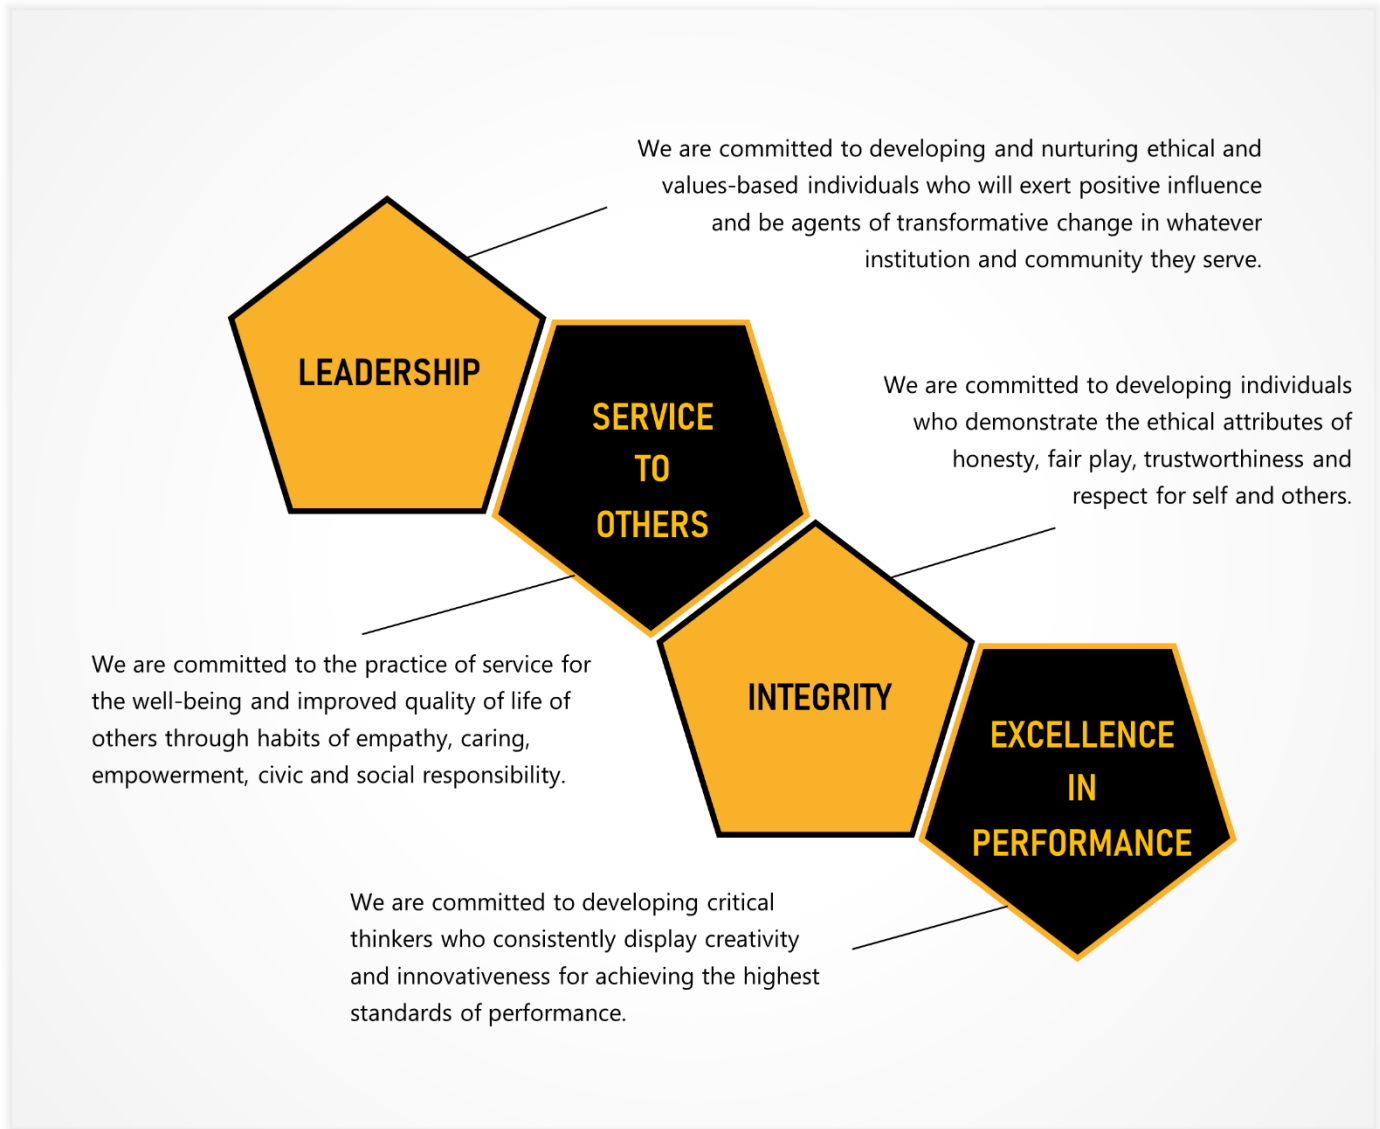 We are committed to developing and nurturing ethical and
values-based individuals who will exert positive influence
and be agents of transformative change in whatever
institution and community they serve.
LEADERSHIP
SERVICE
TO
OTHERS
We are committed to developing individuals
who demonstrate the ethical attributes of
honesty, fair play, trustworthiness and
respect for self and others.
We are committed to the practice of service for
the well-being and improved quality of life of
others through habits of empathy, caring,
empowerment, civic and social responsibility.
INTEGRITY
EXCELLENCE
IN
PERFORMANCE
We are committed to developing critical
thinkers who consistently display creativity
and innovativeness for achieving the highest
standards of performance.